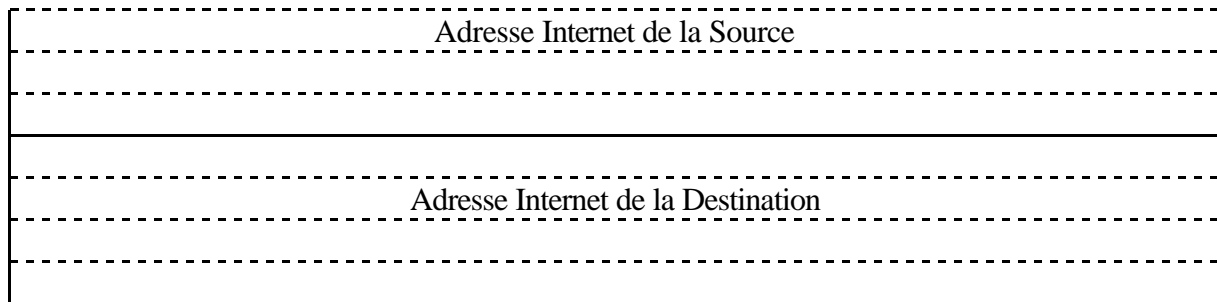 Adresse Internet de la Source
Adresse Internet de la Destination